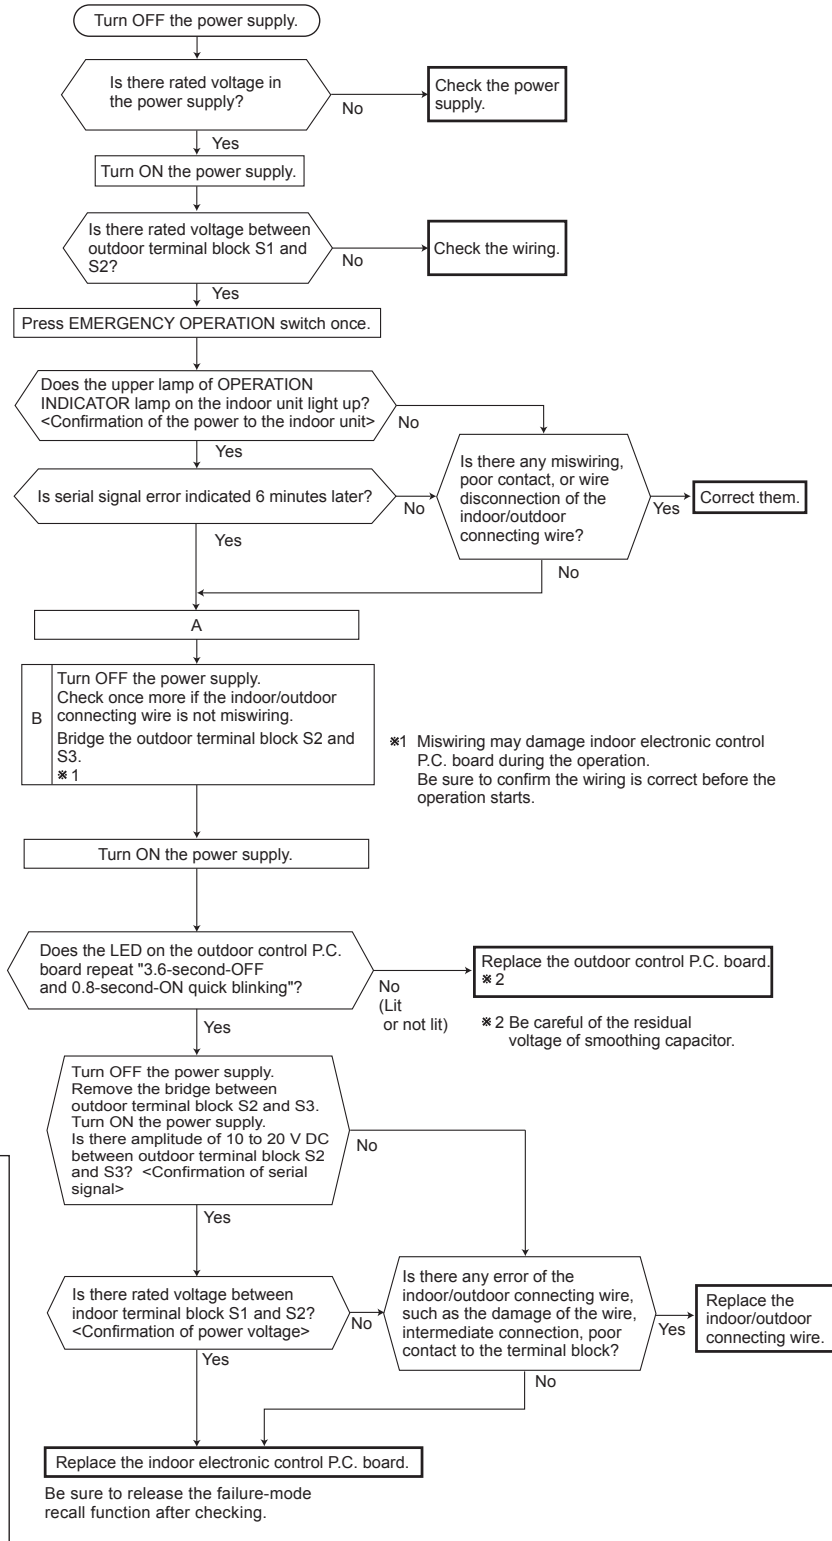 Turn OFF the power supply.
Is there rated voltage in
the power supply?
No
Check the power
supply.
Yes
Turn ON the power supply.
Is there rated voltage between
outdoor terminal block S1 and
S2?
No
Check the wiring.
Yes
Press EMERGENCY OPERATION switch once.
Does the upper lamp of OPERATION
INDICATOR lamp on the indoor unit light up?
<Confirmation of the power to the indoor unit>
No
Yes
Is serial signal error indicated 6 minutes later?
No
Is there any miswiring,
poor contact, or wire
disconnection of the
indoor/outdoor
connecting wire?
Yes
Correct them.
Yes
No
A
B
Turn OFF the power supply.
Check once more if the indoor/outdoor
connecting wire is not miswiring.
Bridge the outdoor terminal block S2 and
S3.
※ 1
※1 Miswiring may damage indoor electronic control
P.C. board during the operation.
Be sure to confirm the wiring is correct before the
operation starts.
Turn ON the power supply.
Does the LED on the outdoor control P.C.
board repeat "3.6-second-OFF
and 0.8-second-ON quick blinking"?
No
(Lit
or not lit)
Replace the outdoor control P.C. board.
※ 2
※ 2 Be careful of the residual
voltage of smoothing capacitor.
Yes
Turn OFF the power supply.
Remove the bridge between
outdoor terminal block S2 and S3.
Turn ON the power supply.
Is there amplitude of 10 to 20 V DC
between outdoor terminal block S2
and S3? <Confirmation of serial
signal>
No
Yes
Is there rated voltage between
indoor terminal block S1 and S2?
<Confirmation of power voltage>
No
Is there any error of the
indoor/outdoor connecting wire,
such as the damage of the wire,
intermediate connection, poor
contact to the terminal block?
Yes
Replace the
indoor/outdoor
connecting wire.
Yes
No
Replace the indoor electronic control P.C. board.
Be sure to release the failure-mode
recall function after checking.